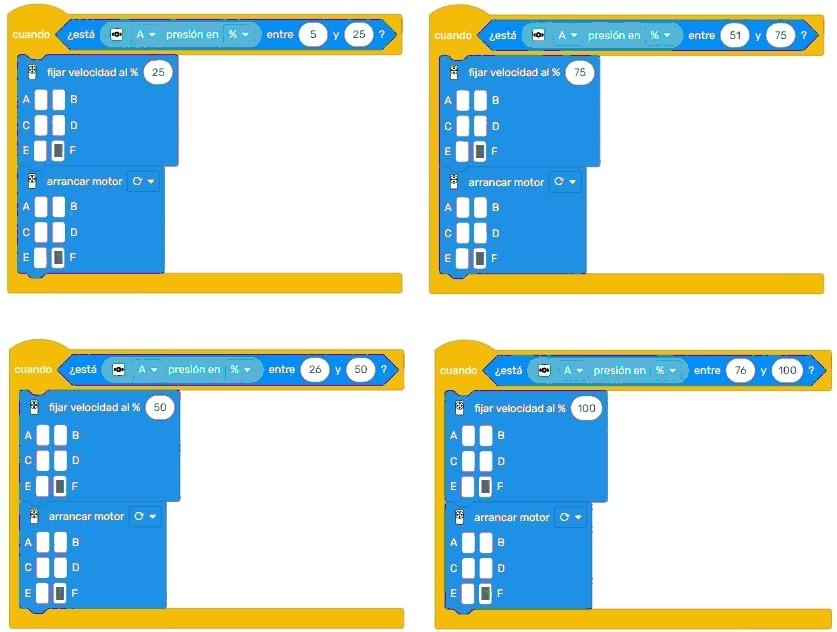 cuando ¿está A presión en % entre 5 y 25 ?
fijar velocidad al % 25
A B
C D
E F
arrancar motor
A B
C D
E F
cuando ¿está A presión en % entre 51 y 75 ?
fijar velocidad al % 75
A B
C D
E F
arrancar motor
A B
C D
E F
cuando ¿está A presión en % entre 26 y 50 ?
fijar velocidad al % 50
A B
C D
E F
arrancar motor
A B
C D
E F
cuando ¿está A presión en % entre 76 y 100 ?
fijar velocidad al % 100
A B
C D
E F
arrancar motor
A B
C D
E F